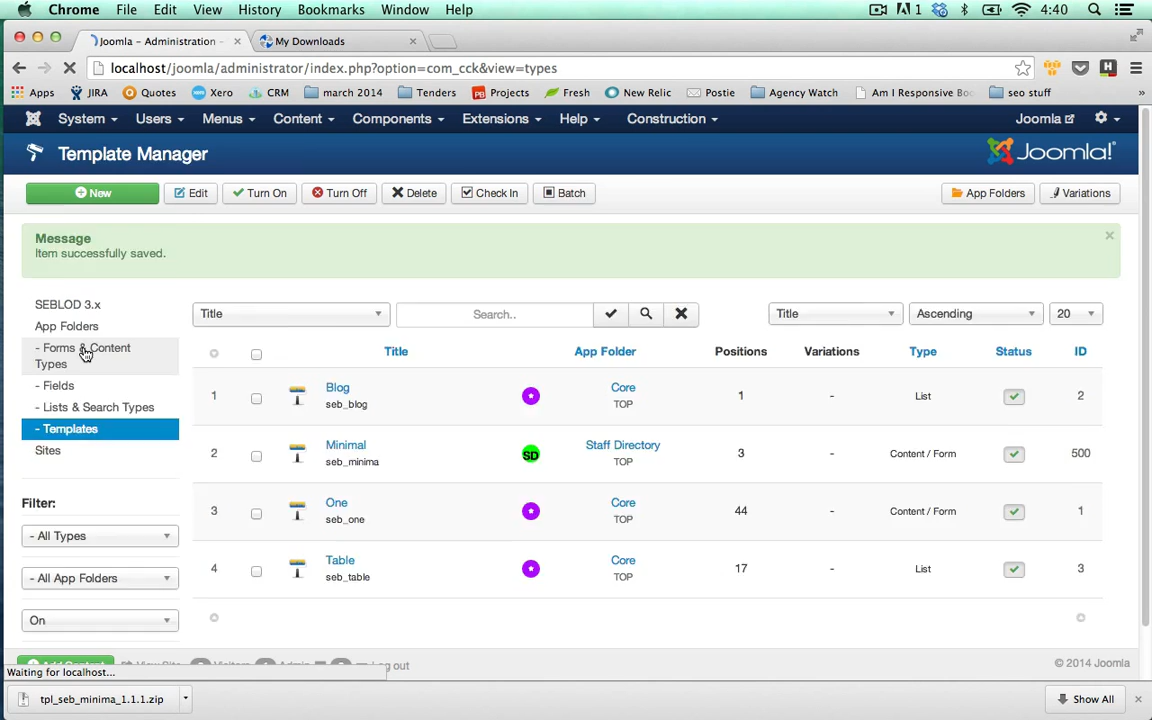 Chrome File Edit View History Bookmarks Window Help 1 4:40
Joomla - Administration - × My Downloads ×
localhost/joomla/administrator/index.php?option=com_cck&view=types
Apps JIRA Quotes Xero CRM march 2014 Tenders Projects Fresh New Relic Postie Agency Watch Am I Responsive Bo seo stuff »
System Users Menus Content Components Extensions Help Construction Joomla
Template Manager Joomla!
New Edit Turn On Turn Off Delete Check In Batch App Folders Variations
Message ×
Item successfully saved.
SEBLOD 3.x
App Folders
- Forms & Content
Types
- Fields
- Lists & Search Types
- Templates
Sites
Filter:
- All Types
- All App Folders
On
Title Search.. Title Ascending 20
Title App Folder Positions Variations Type Status ID
1 Blog Core 1 - List 2
seb_blog TOP
2 Minimal SD Staff Directory 3 - Content / Form 500
seb_minima TOP
3 One Core 44 - Content / Form 1
seb_one TOP
4 Table Core 17 - List 3
seb_table TOP
© 2014 Joomla
Waiting for localhost...
tpl_seb_minima_1.1.1.zip Show All ×